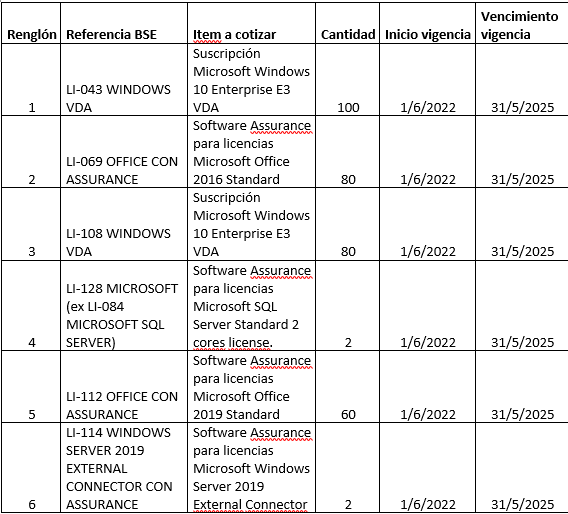 Renglón Referencia BSE Item a cotizar Cantidad Inicio vigencia Vencimiento vigencia
1 LI-043 WINDOWS VDA Suscripción Microsoft Windows 10 Enterprise E3 VDA 100 1/6/2022 31/5/2025
2 LI-069 OFFICE CON ASSURANCE Software Assurance para licencias Microsoft Office 2016 Standard 80 1/6/2022 31/5/2025
3 LI-108 WINDOWS VDA Suscripción Microsoft Windows 10 Enterprise E3 VDA 80 1/6/2022 31/5/2025
4 LI-128 MICROSOFT (ex LI-084 MICROSOFT SQL SERVER) Software Assurance para licencias Microsoft SQL Server Standard 2 cores license. 2 1/6/2022 31/5/2025
5 LI-112 OFFICE CON ASSURANCE Software Assurance para licencias Microsoft Office 2019 Standard 60 1/6/2022 31/5/2025
6 LI-114 WINDOWS SERVER 2019 EXTERNAL CONNECTOR CON ASSURANCE Software Assurance para licencias Microsoft Windows Server 2019 External Connector 2 1/6/2022 31/5/2025